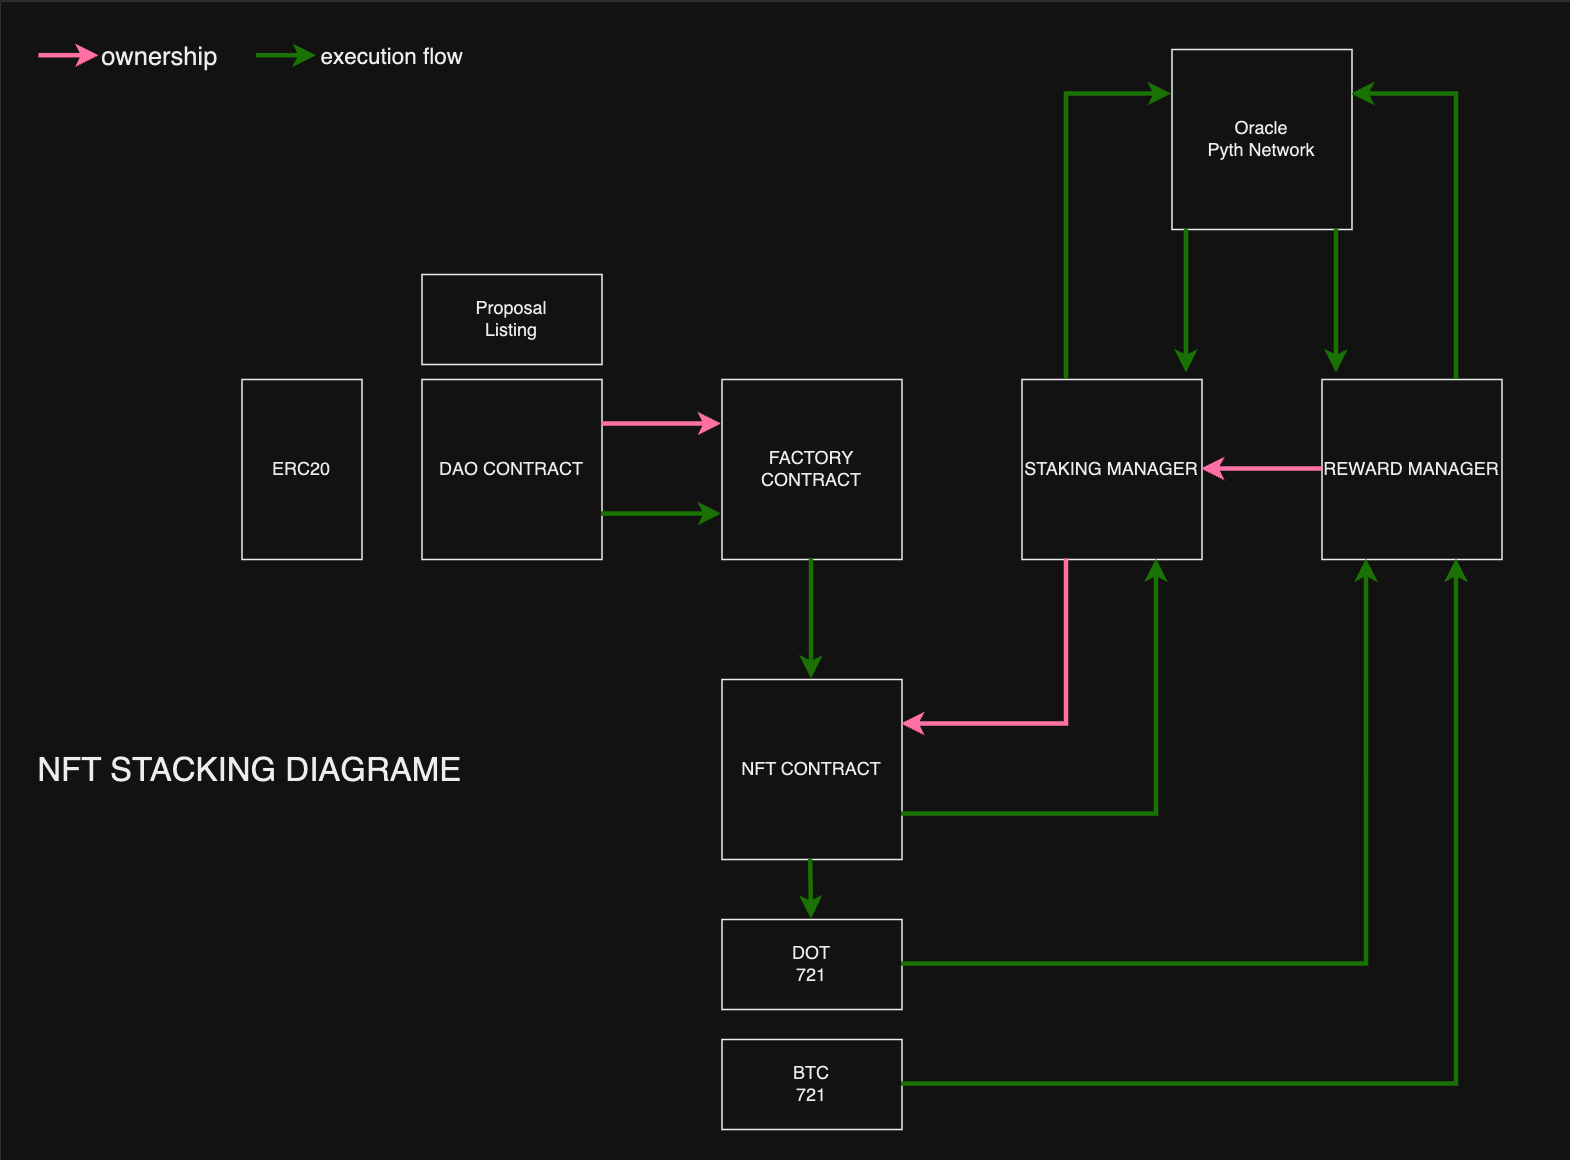 ownership
execution flow
Oracle
Pyth Network
Proposal
Listing
ERC20
DAO CONTRACT
FACTORY
CONTRACT
STAKING MANAGER
REWARD MANAGER
NFT STACKING DIAGRAME
NFT CONTRACT
DOT
721
BTC
721